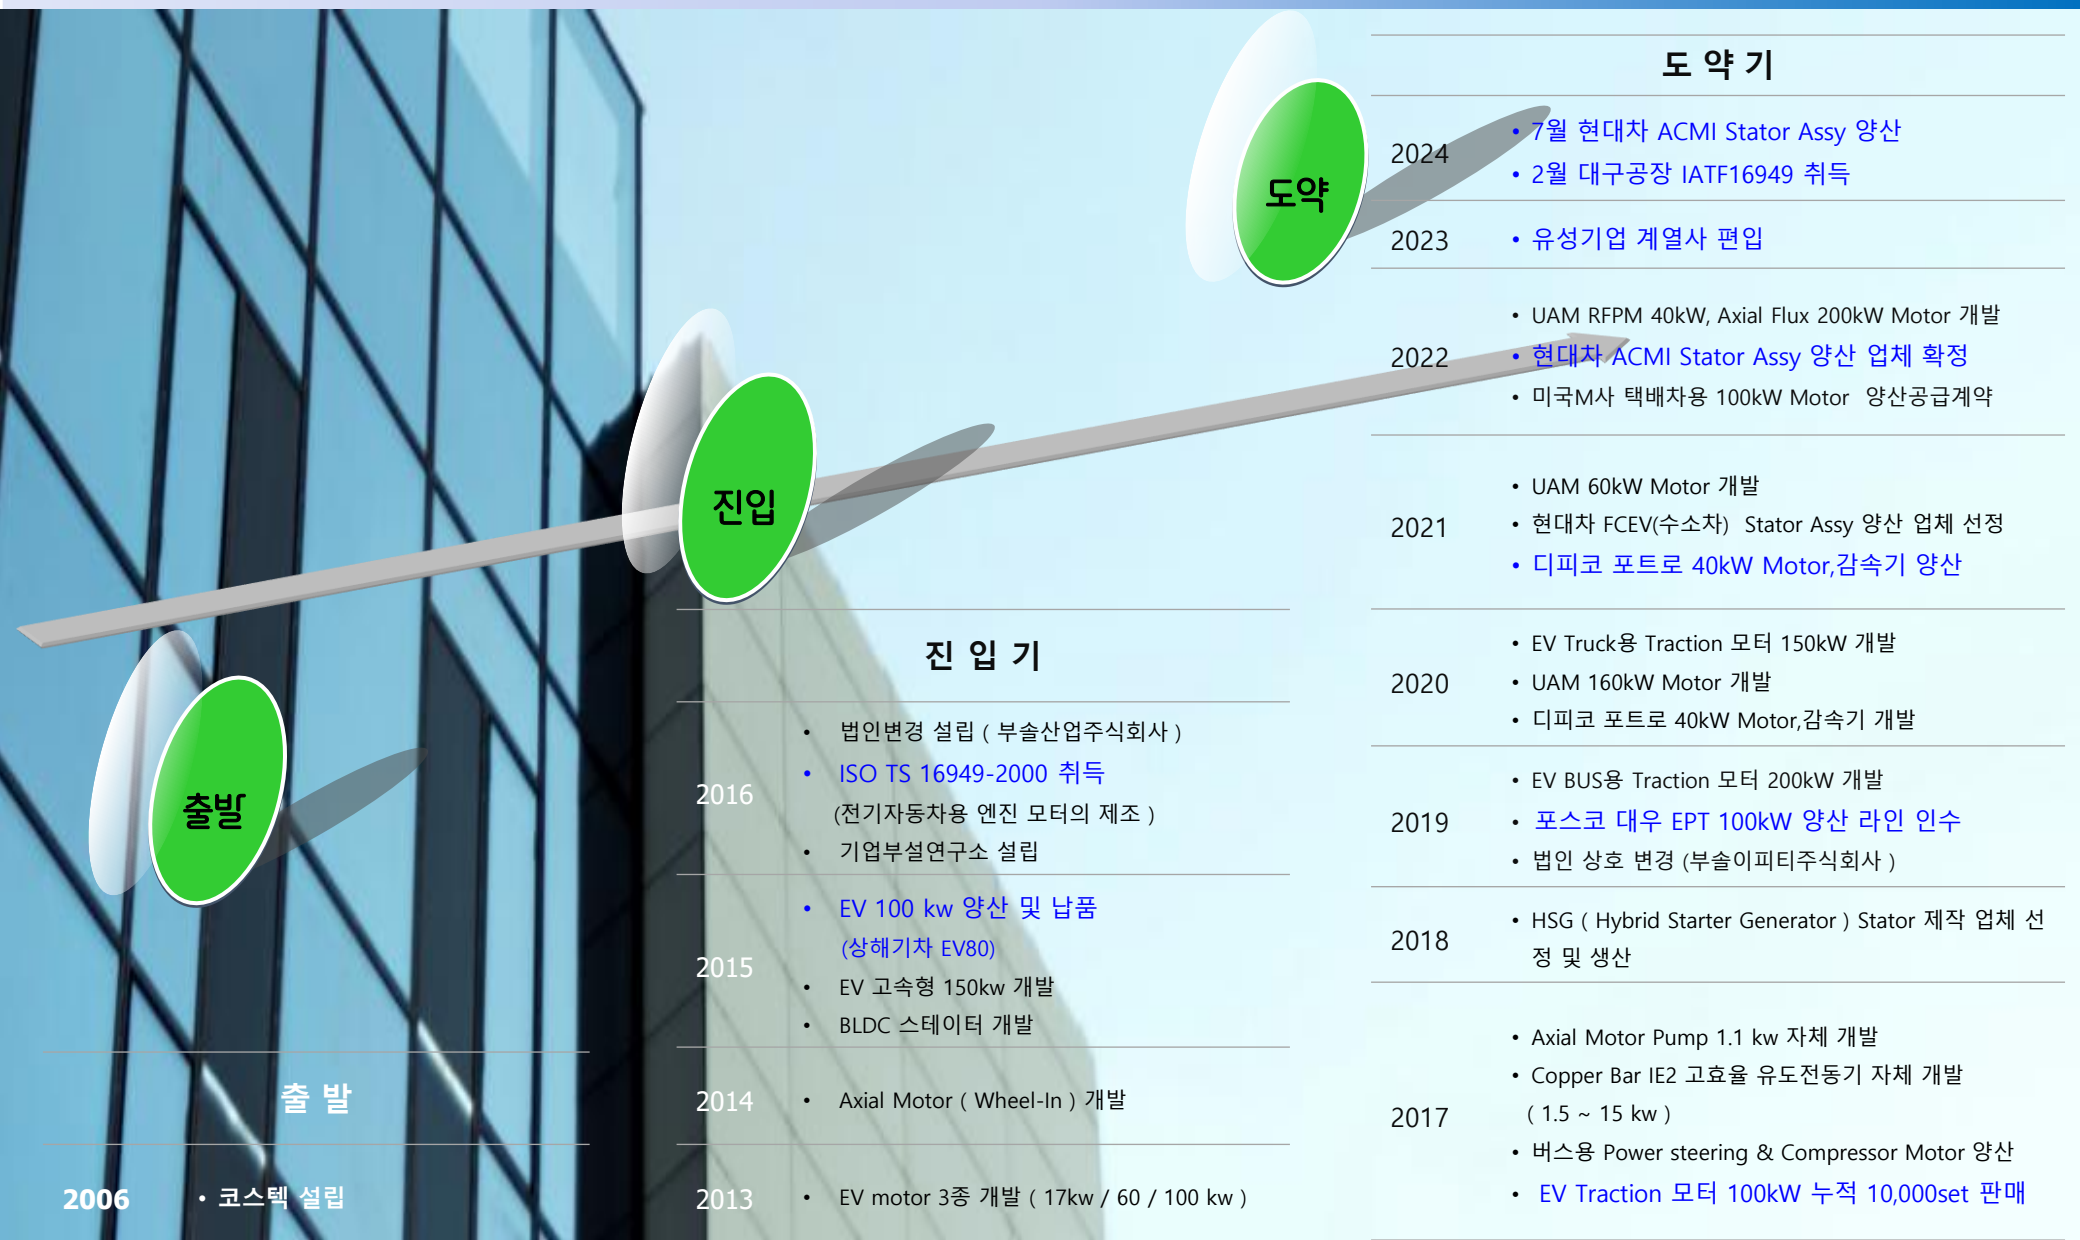 도약
진입
출발
출 발
2006
• 코스텍 설립
진 입 기
2016
• 법인변경 설립 ( 부솔산업주식회사 )
• ISO TS 16949-2000 취득
(전기자동차용 엔진 모터의 제조 )
• 기업부설연구소 설립
2015
• EV 100 kw 양산 및 납품
(상해기차 EV80)
• EV 고속형 150kw 개발
• BLDC 스테이터 개발
2014
• Axial Motor ( Wheel-In ) 개발
2013
• EV motor 3종 개발 ( 17kw / 60 / 100 kw )
도 약 기
2024
• 7월 현대차 ACMI Stator Assy 양산
• 2월 대구공장 IATF16949 취득
2023
• 유성기업 계열사 편입
2022
• UAM RFPM 40kW, Axial Flux 200kW Motor 개발
• 현대차 ACMI Stator Assy 양산 업체 확정
• 미국M사 택배차용 100kW Motor 양산공급계약
2021
• UAM 60kW Motor 개발
• 현대차 FCEV(수소차) Stator Assy 양산 업체 선정
• 디피코 포트로 40kW Motor,감속기 양산
2020
• EV Truck용 Traction 모터 150kW 개발
• UAM 160kW Motor 개발
• 디피코 포트로 40kW Motor,감속기 개발
2019
• EV BUS용 Traction 모터 200kW 개발
• 포스코 대우 EPT 100kW 양산 라인 인수
• 법인 상호 변경 (부솔이피티주식회사 )
2018
• HSG ( Hybrid Starter Generator ) Stator 제작 업체 선
정 및 생산
2017
• Axial Motor Pump 1.1 kw 자체 개발
• Copper Bar IE2 고효율 유도전동기 자체 개발
( 1.5 ~ 15 kw )
• 버스용 Power steering & Compressor Motor 양산
• EV Traction 모터 100kW 누적 10,000set 판매